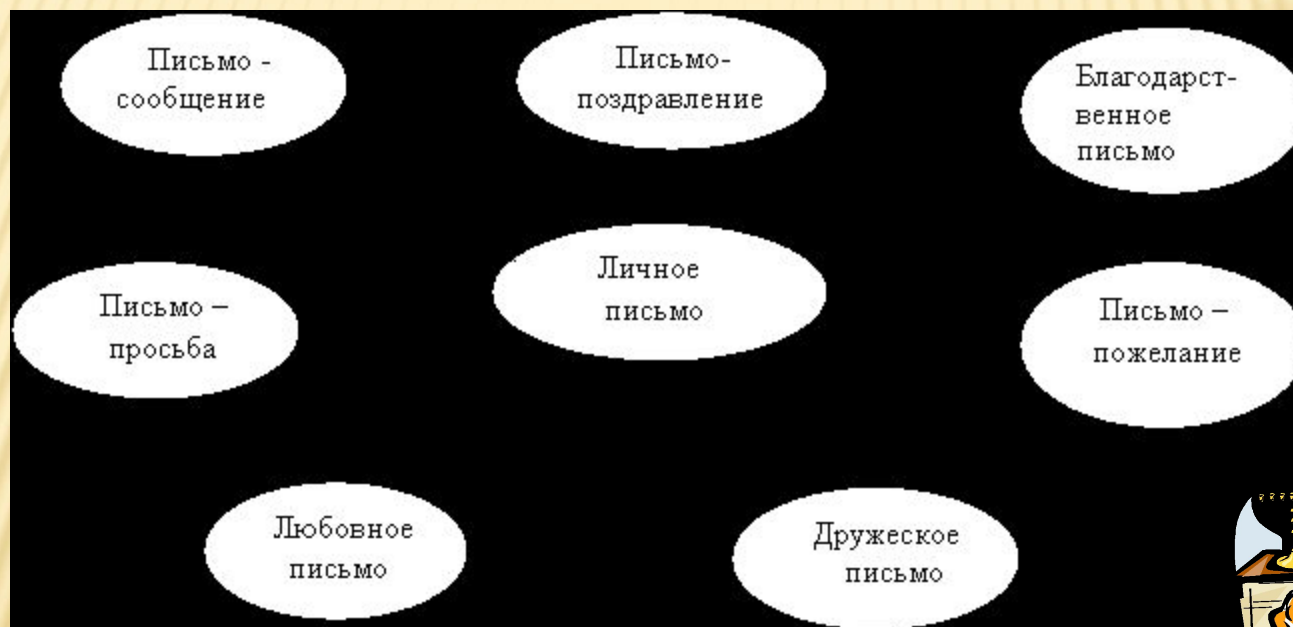 Письмо -
сообщение
Письмо-
поздравление
Благодарст-
венное
письмо
Письмо –
просьба
Личное
письмо
Письмо –
пожелание
Любовное
письмо
Дружеское
письмо